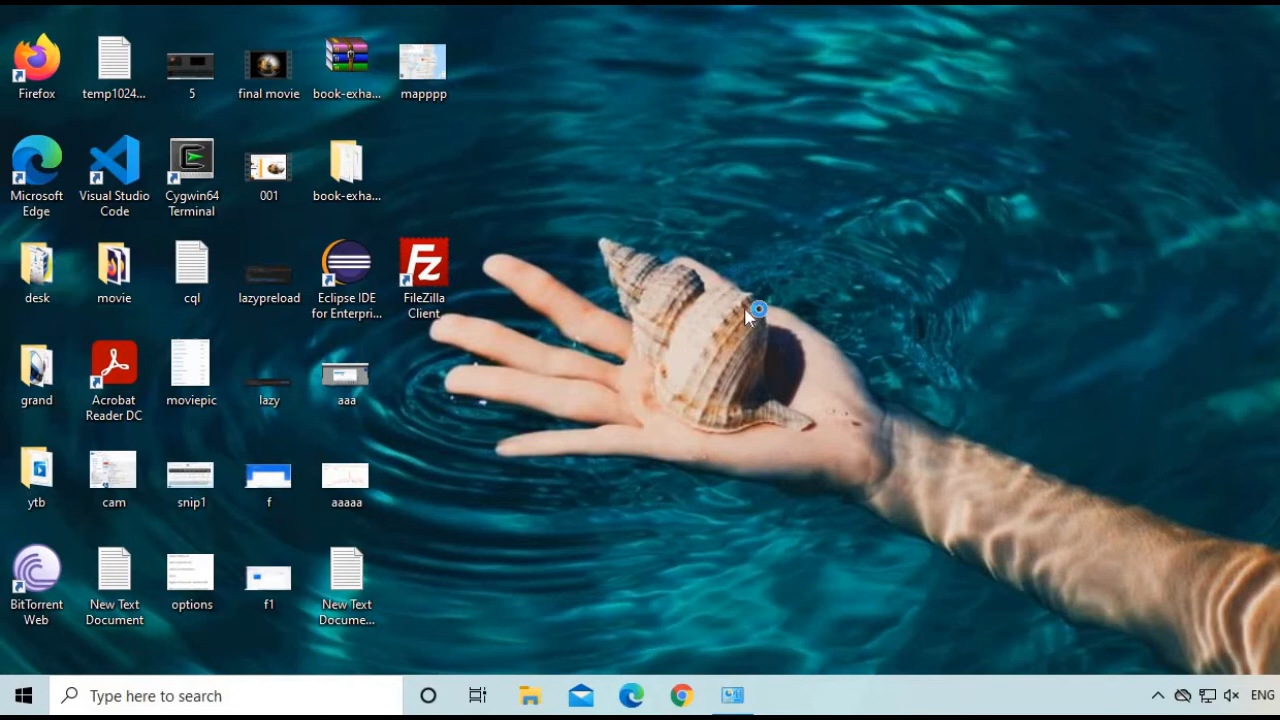 Firefox
temp1024...
5
final movie
book-exha...
mapppp
Microsoft
Edge
Visual Studio
Code
Cygwin64
Terminal
001
book-exha...
desk
movie
cql
lazypreload
Eclipse IDE
for Enterpri...
FileZilla
Client
grand
Acrobat
Reader DC
moviepic
lazy
aaa
ytb
cam
snip1
f
aaaaa
BitTorrent
Web
New Text
Document
options
f1
New Text
Docume...
Type here to search
ENG